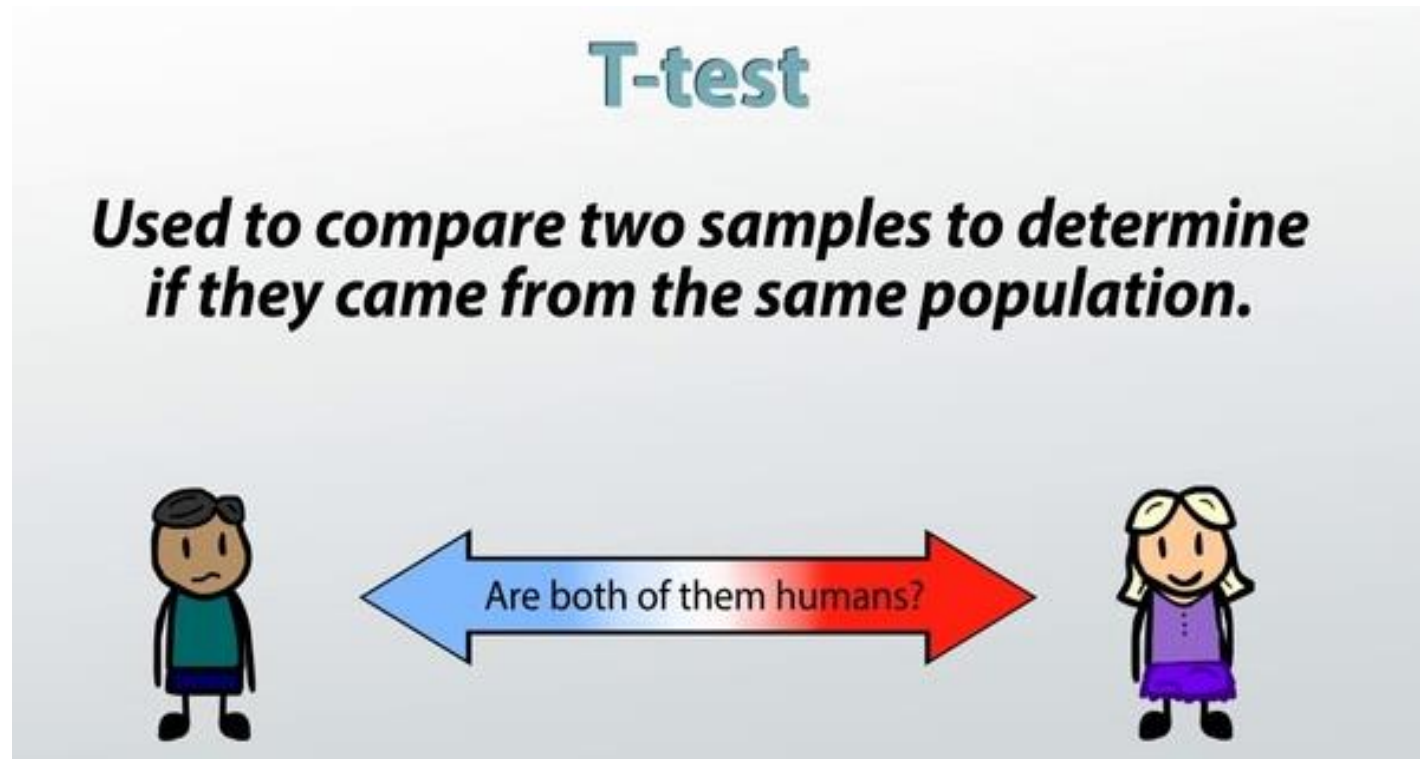 T-test
Used to compare two samples to determine
if they came from the same population.
Are both of them humans?